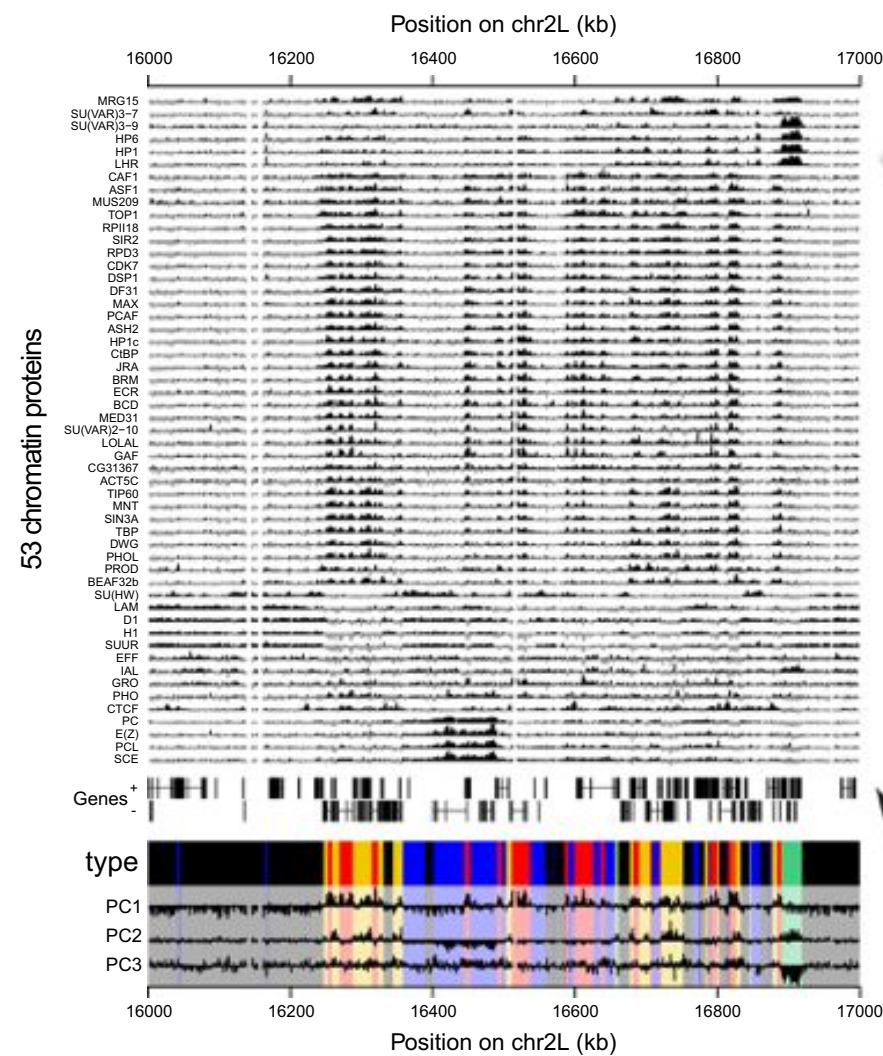 Position on chr2L (kb)
16000 16200 16400 16600 16800 17000
53 chromatin proteins
MRG15
SU(VAR)3−7
SU(VAR)3−9
HP6
HP1
LHR
CAF1
ASF1
MUS209
TOP1
RPII18
SIR2
RPD3
CDK7
DSP1
DF31
MAX
PCAF
ASH2
HP1c
CtBP
JRA
BRM
ECR
BCD
MED31
SU(VAR)2−10
LOLAL
GAF
CG31367
ACT5C
TIP60
MNT
SIN3A
TBP
DWG
PHOL
PROD
BEAF32b
SU(HW)
LAM
D1
H1
SUUR
EFF
IAL
GRO
PHO
CTCF
PC
E(Z)
PCL
SCE
Genes +
-
type
PC1
PC2
PC3
16000 16200 16400 16600 16800 17000
Position on chr2L (kb)